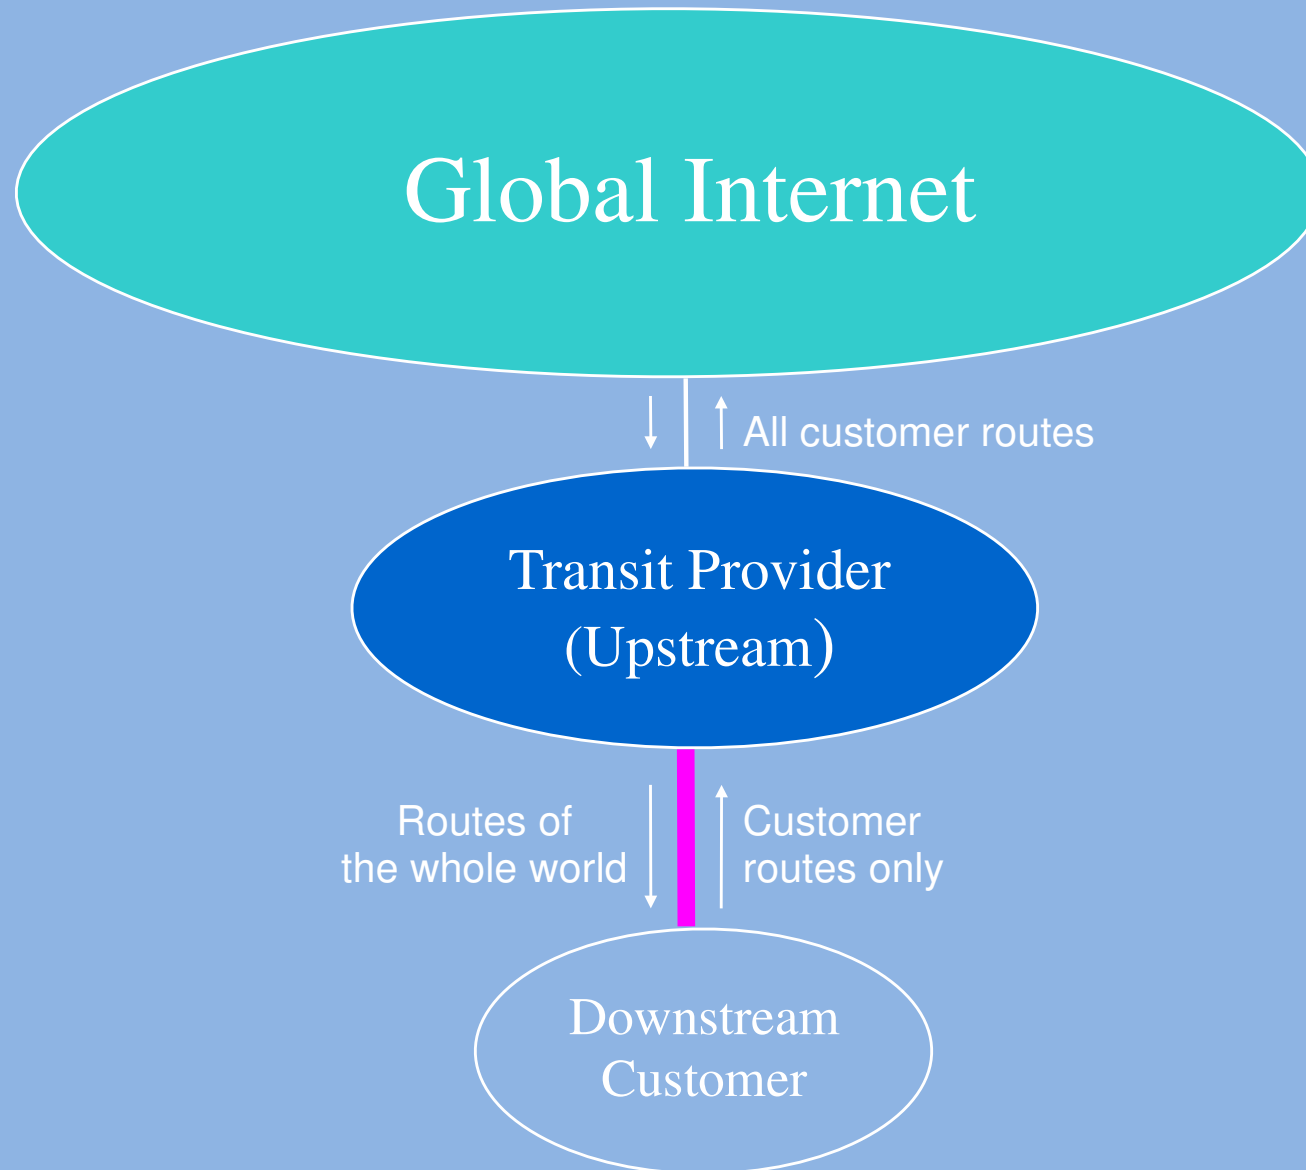 Global Internet
All customer routes
Transit Provider
(Upstream)
Routes of
the whole world
Customer
routes only
Downstream
Customer